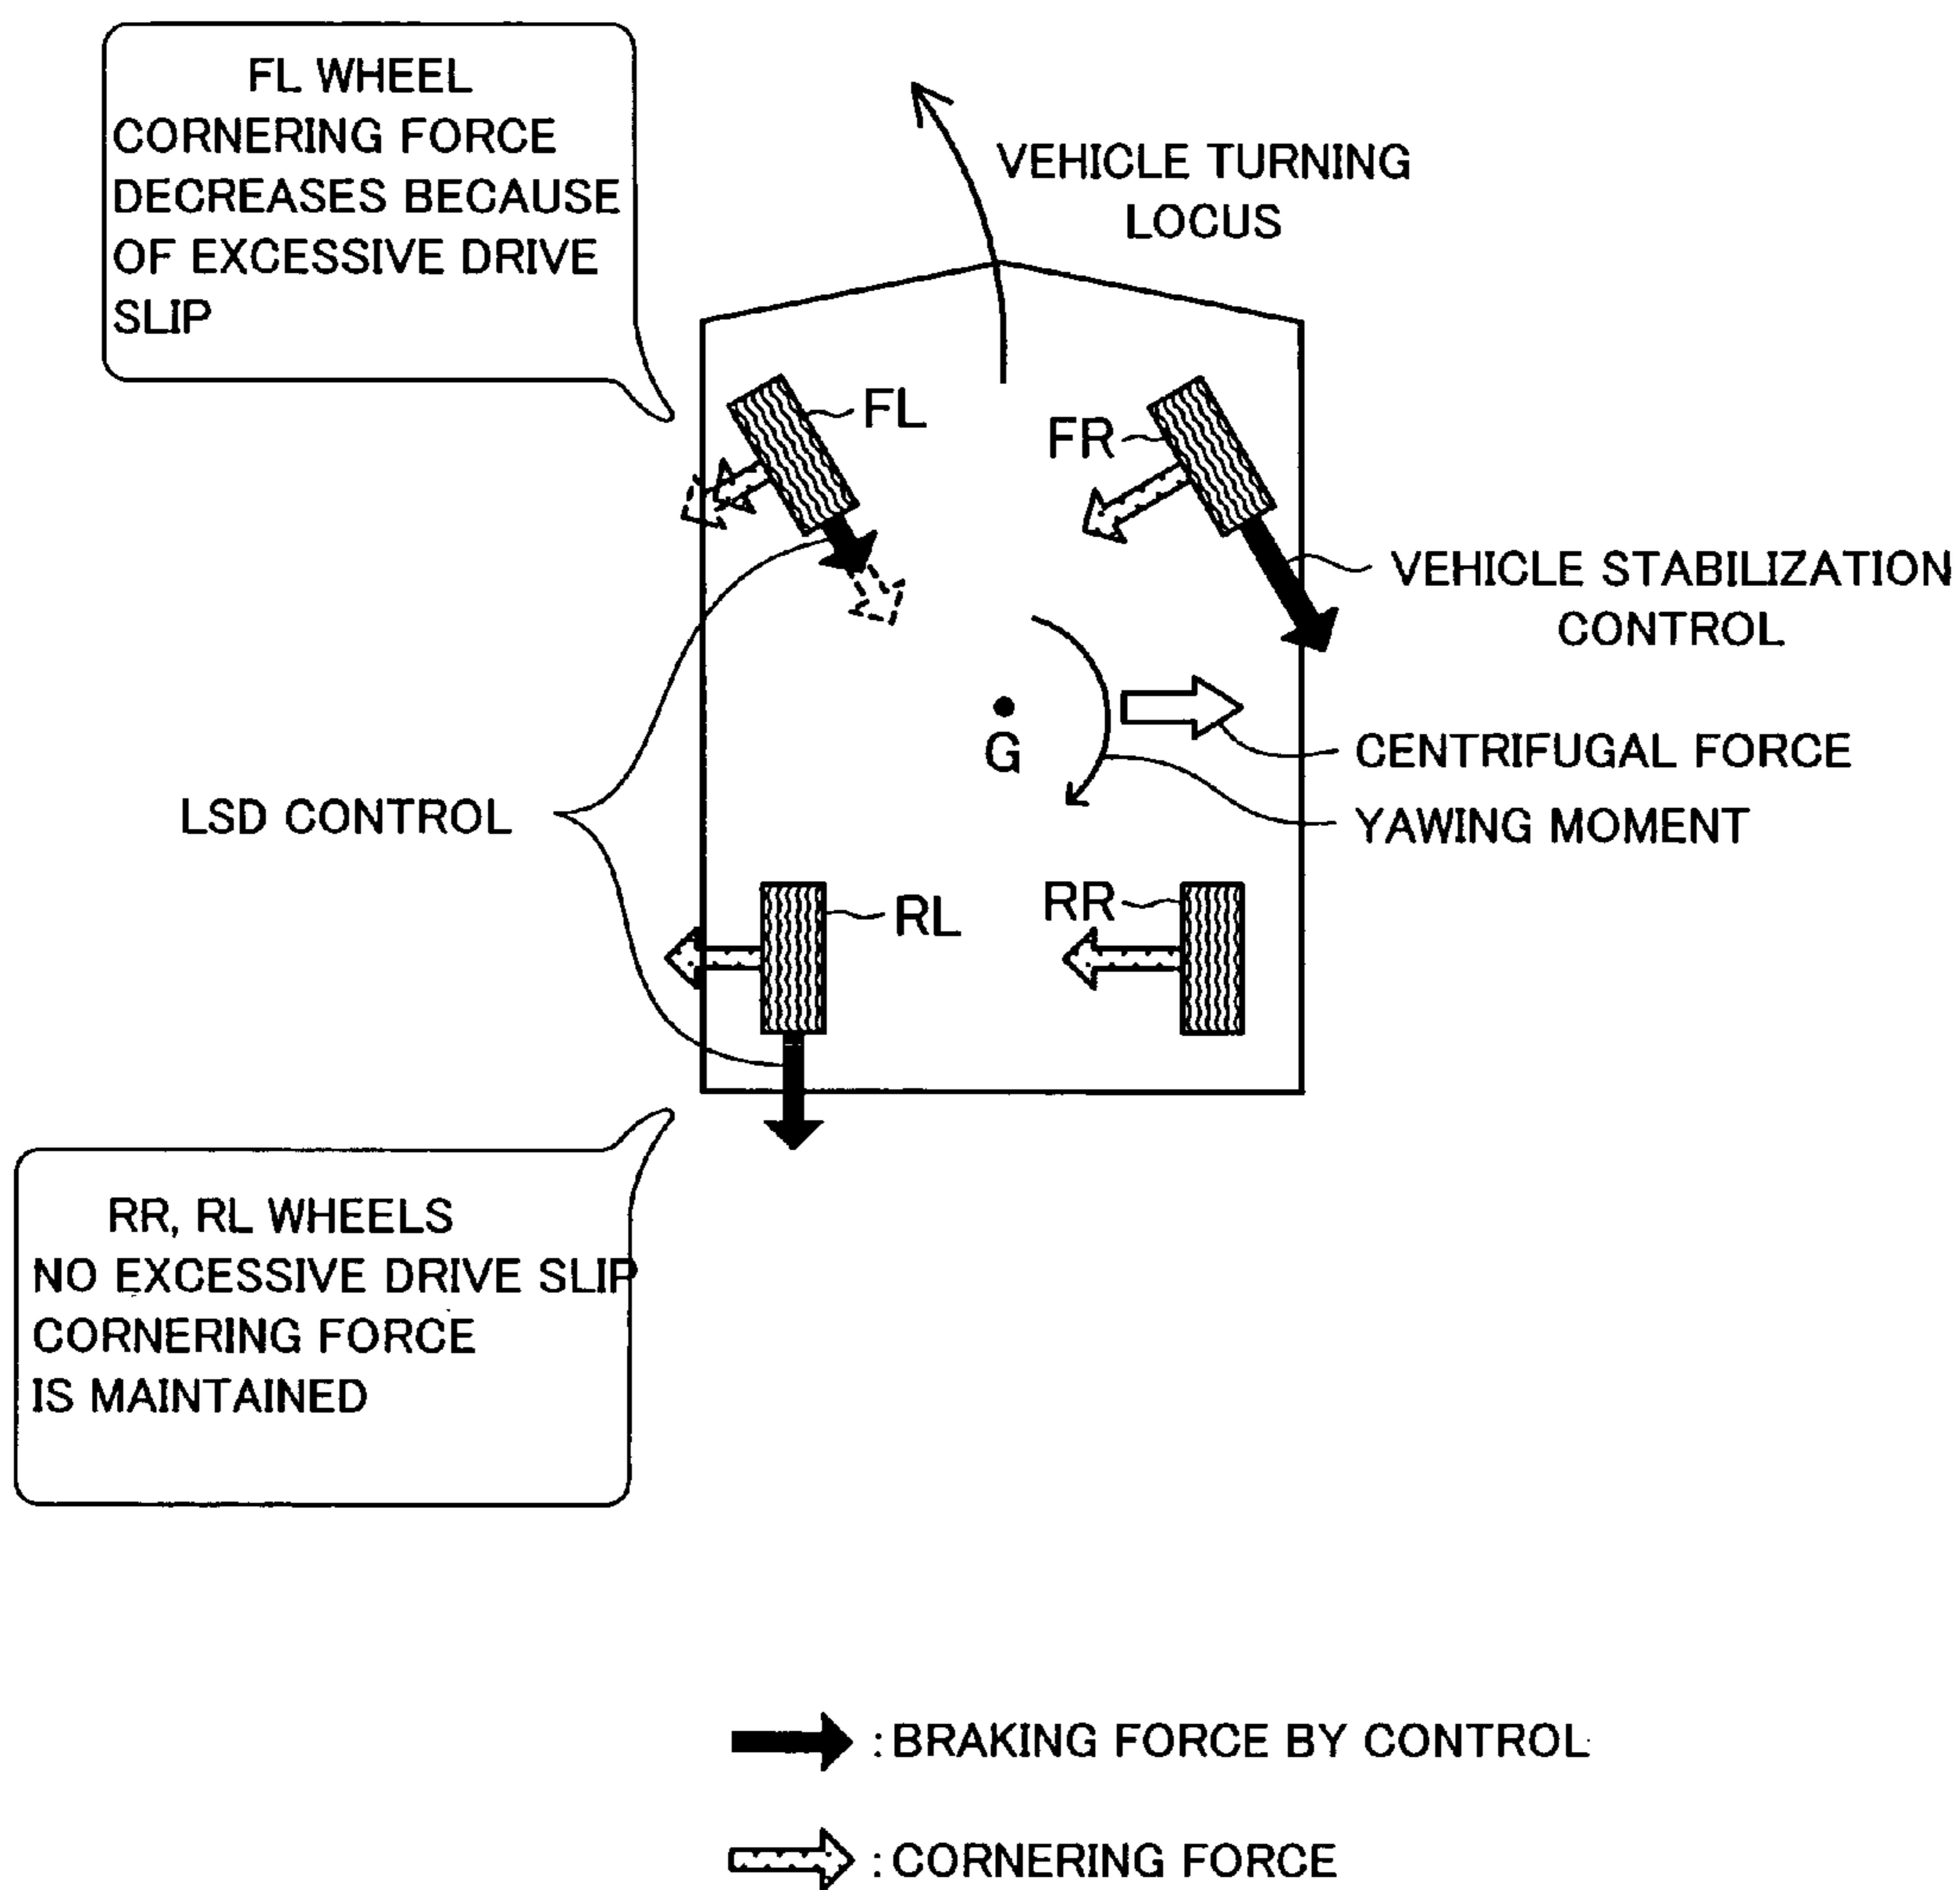 FL WHEEL
CORNERING FORCE
DECREASES BECAUSE
OF EXCESSIVE DRIVE
SLIP
VEHICLE TURNING
LOCUS
FL
FR
VEHICLE STABILIZATION
CONTROL
G
CENTRIFUGAL FORCE
YAWING MOMENT
LSD CONTROL
RL
RR
RR, RL WHEELS
NO EXCESSIVE DRIVE SLIP
CORNERING FORCE
IS MAINTAINED
: BRAKING FORCE BY CONTROL
: CORNERING FORCE